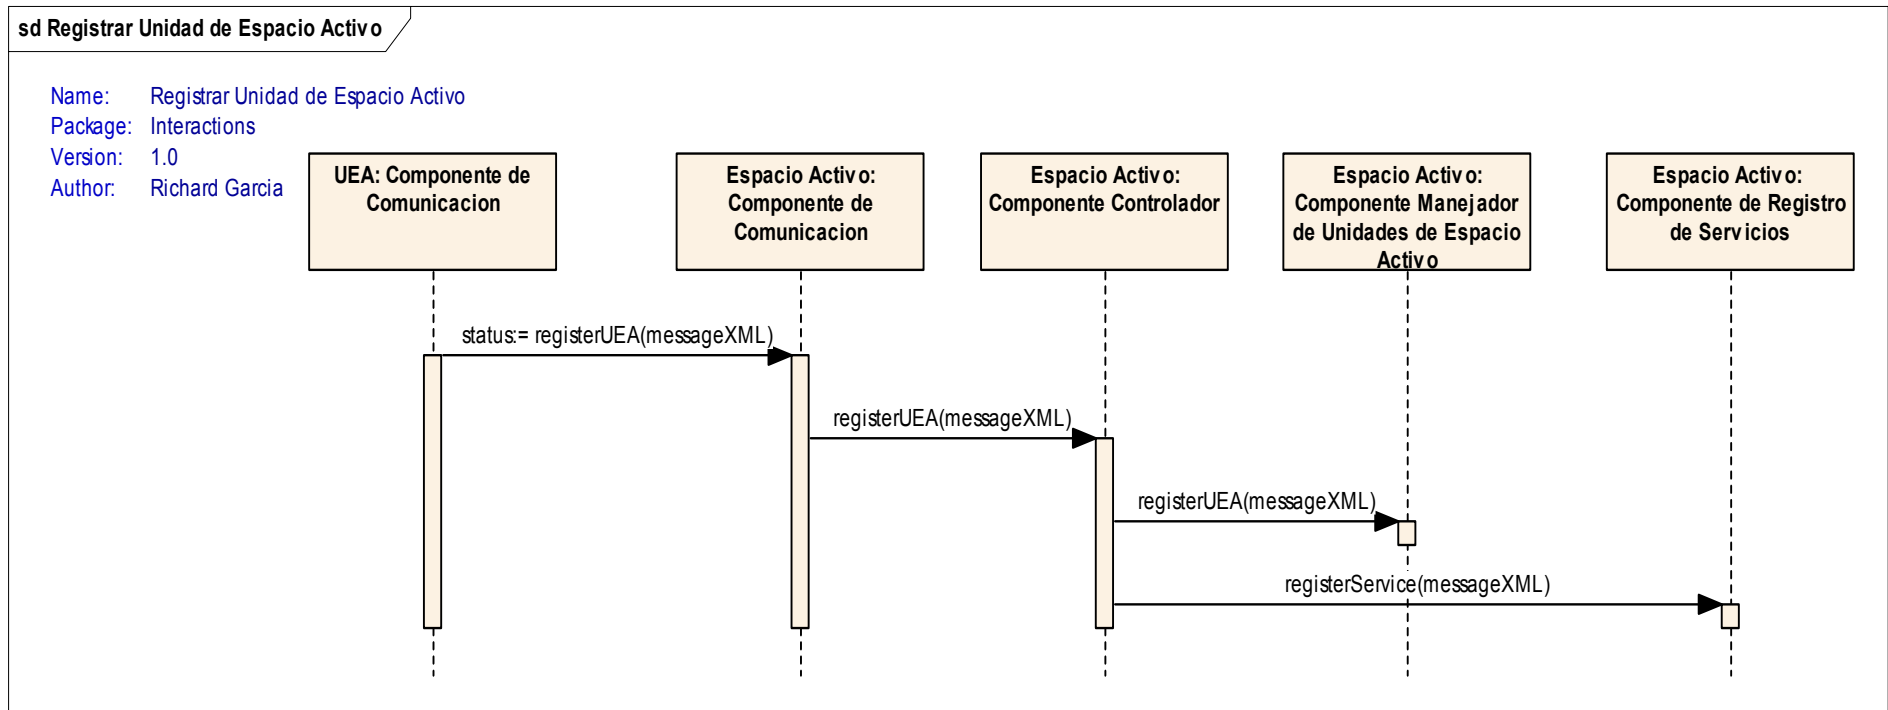 sd Registrar Unidad de Espacio Activo
Name: Registrar Unidad de Espacio Activo
Package: Interactions
Version: 1.0
Author: Richard Garcia
UEA: Componente de
Comunicacion
Espacio Activo:
Componente de
Comunicacion
Espacio Activo:
Componente Controlador
Espacio Activo:
Componente Manejador
de Unidades de Espacio
Activo
Espacio Activo:
Componente de Registro
de Servicios
status:= registerUEA(messageXML)
registerUEA(messageXML)
registerUEA(messageXML)
registerService(messageXML)